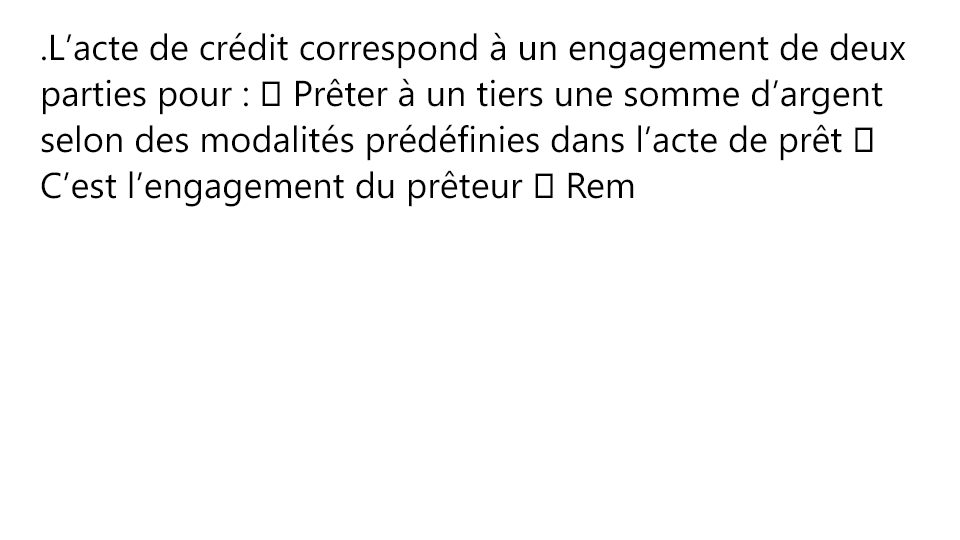 .L’acte de crédit correspond à un engagement de deux
parties pour : □ Prêter à un tiers une somme d’argent
selon des modalités prédéfinies dans l’acte de prêt □
C’est l’engagement du prêteur □ Rem